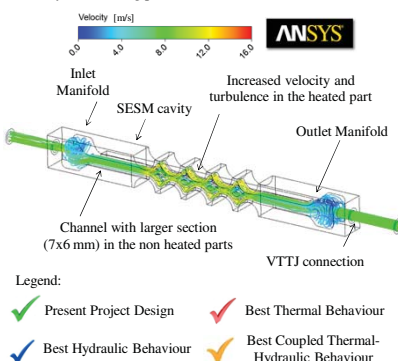 Velocity [m/s]
0.0 4.0 8.0 12.0 16.0
ANSYS
Inlet
Manifold
SESM cavity
Increased velocity and
turbulence in the heated part
Outlet Manifold
Channel with larger section
(7x6 mm) in the non heated parts
VTTJ connection
Legend:
Present Project Design
Best Thermal Behaviour
Best Hydraulic Behaviour
Best Coupled Thermal-
Hydraulic Behaviour